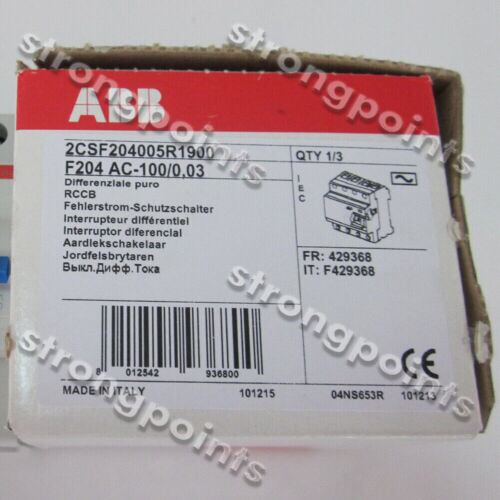 ABB
2CSF204005R1900
QTY 1/3
F204 AC-100/0,03
Differenziale puro
RCCB
Fehlerstrom-Schutzschalter
Interrupteur différentiel
Interruptor diferencial
Aardlekschakelaar
Jordfelsbrytaren
Выкл.Дифф.Тока
IEC
FR: 429368
IT: F429368
8 012542 936800
CE
MADE IN ITALY 101215 04NS653R 101213
strongpoints
strongpoints
strongpoints
strongpoints
strongpoints
strongpoints